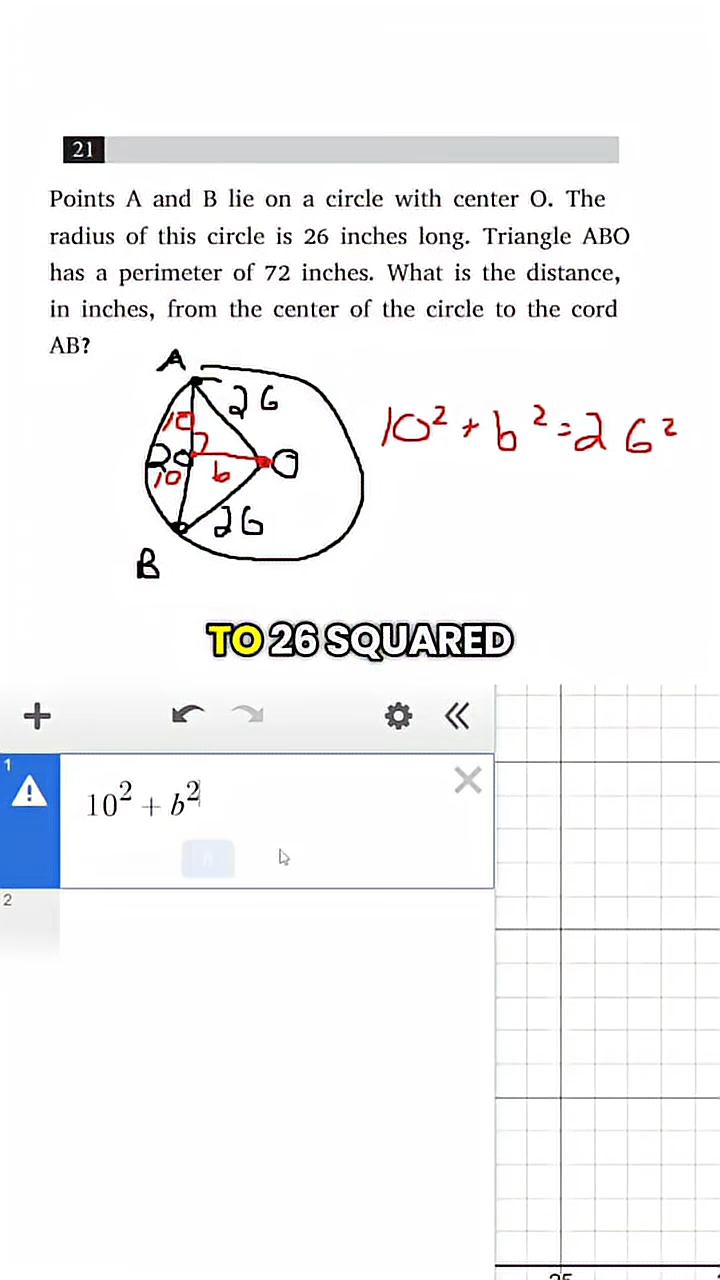 21
Points A and B lie on a circle with center O. The
radius of this circle is 26 inches long. Triangle ABO
has a perimeter of 72 inches. What is the distance,
in inches, from the center of the circle to the cord
AB?
A
26
10
20
10
b
O
26
B
10² + b² = 26²
TO 26 SQUARED
1
10² + b²
2